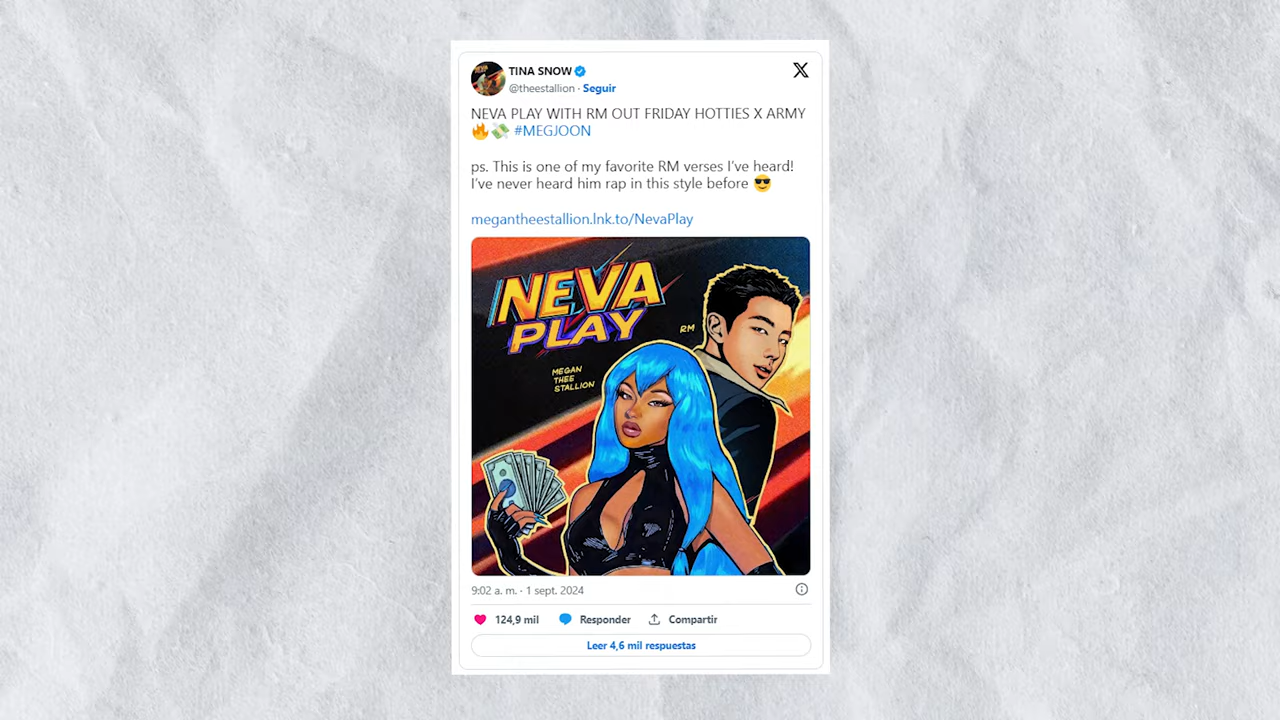 TINA SNOW
@theestallion · Seguir
NEVA PLAY WITH RM OUT FRIDAY HOTTIES X ARMY
🔥💸 #MEGJOON
ps. This is one of my favorite RM verses I’ve heard!
I’ve never heard him rap in this style before 😎
megantheestallion.lnk.to/NevaPlay
NEVA
PLAY
RM
MEGAN
THEE
STALLION
9:02 a. m. · 1 sept. 2024
124,9 mil
Responder
Compartir
Leer 4,6 mil respuestas